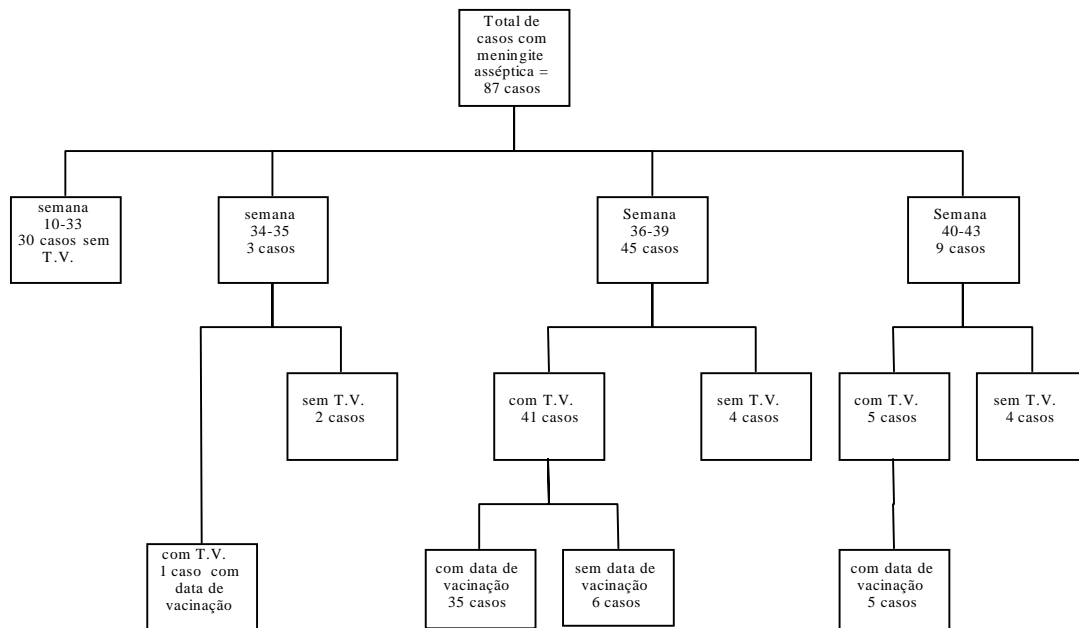 Total de
casos com
meningite
asséptica =
87 casos
semana
10-33
30 casos sem
T.V.
semana
34-35
3 casos
Semana
36-39
45 casos
Semana
40-43
9 casos
sem T.V.
2 casos
com T.V.
41 casos
sem T.V.
4 casos
com T.V.
5 casos
sem T.V.
4 casos
com T.V.
1 caso com
data de
vacinação
com data de
vacinação
35 casos
sem data de
vacinação
6 casos
com data de
vacinação
5 casos